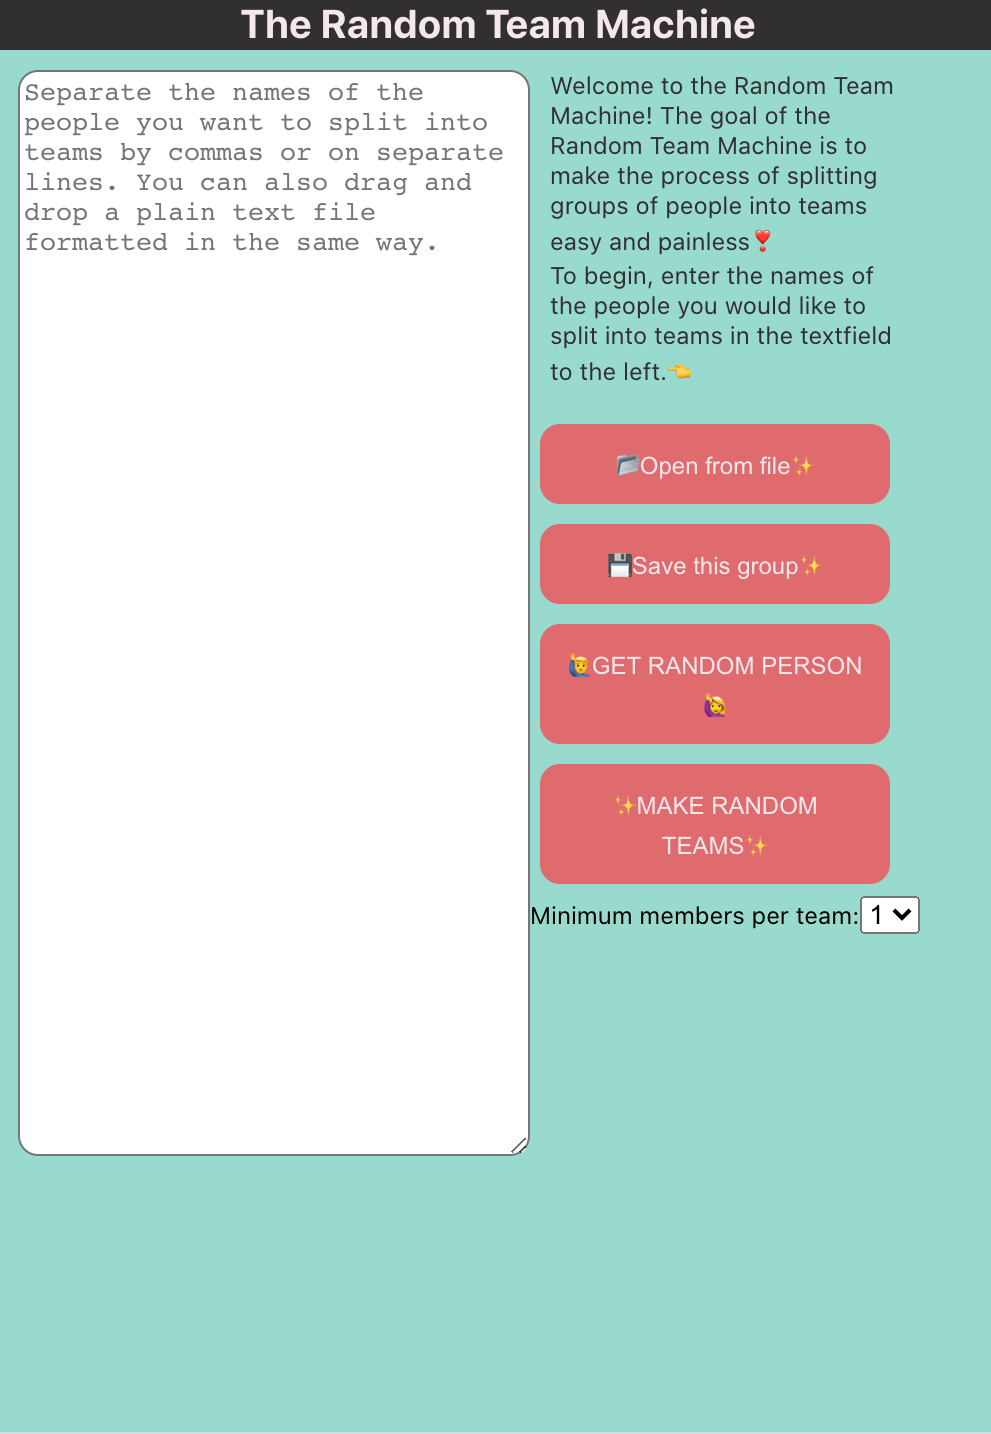 The Random Team Machine
Separate the names of the
people you want to split into
teams by commas or on separate
lines. You can also drag and
drop a plain text file
formatted in the same way.
Welcome to the Random Team
Machine! The goal of the
Random Team Machine is to
make the process of splitting
groups of people into teams
easy and painless❣️
To begin, enter the names of
the people you would like to
split into teams in the textfield
to the left.👈
📂Open from file✨
💾Save this group✨
🙋‍♂️GET RANDOM PERSON
🙋‍♀️
✨MAKE RANDOM
TEAMS✨
Minimum members per team: 1